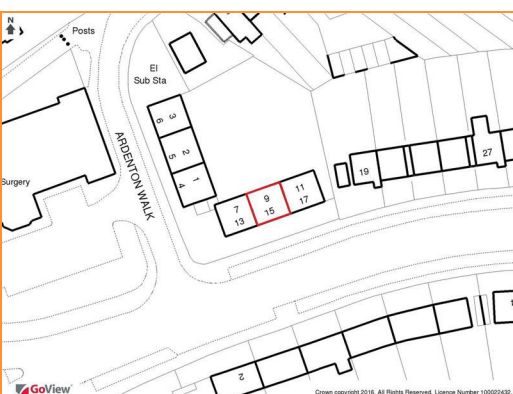 N
Posts
El
Sub Sta
3
6
2
5
1
4
ARDENTON WALK
Surgery
7
13
9
15
11
17
19
27
2
GoView
Crown copyright 2016. All Rights Reserved. Licence Number 100022432.